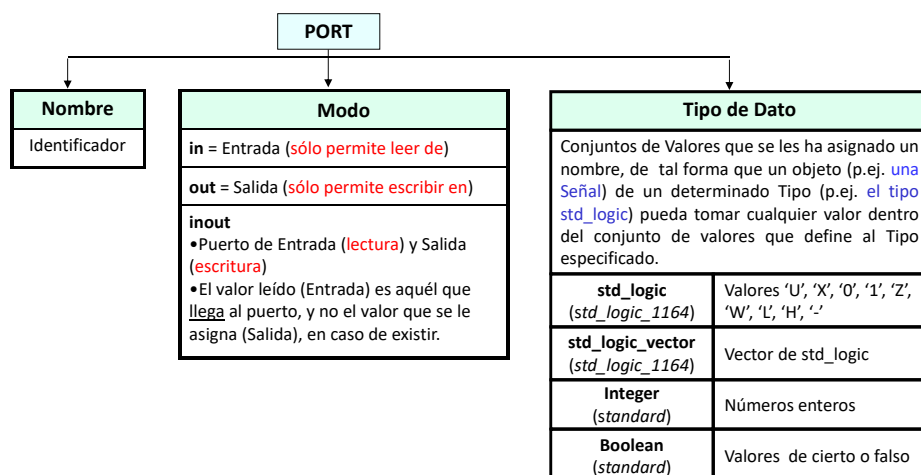 PORT
Nombre
Identificador
Modo
in = Entrada (sólo permite leer de)
out = Salida (sólo permite escribir en)
inout
•Puerto de Entrada (lectura) y Salida
(escritura)
•El valor leído (Entrada) es aquél que
llega al puerto, y no el valor que se le
asigna (Salida), en caso de existir.
Tipo de Dato
Conjuntos de Valores que se les ha asignado un
nombre, de tal forma que un objeto (p.ej. una
Señal) de un determinado Tipo (p.ej. el tipo
std_logic) pueda tomar cualquier valor dentro
del conjunto de valores que define al Tipo
especificado.
std_logic
(std_logic_1164)
Valores ‘U’, ‘X’, ‘0’, ‘1’, ‘Z’,
‘W’, ‘L’, ‘H’, ‘-’
std_logic_vector
(std_logic_1164)
Vector de std_logic
Integer
(standard)
Números enteros
Boolean
(standard)
Valores de cierto o falso